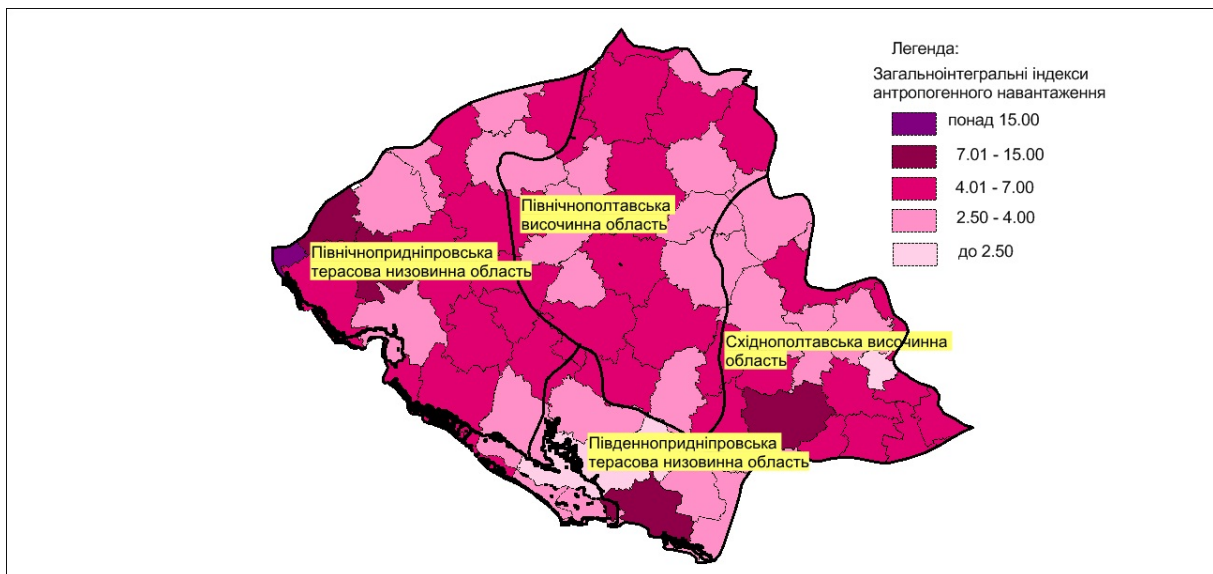 Легенда:
Загальноінтегральні індекси
антропогенного навантаження
понад 15.00
7.01 - 15.00
4.01 - 7.00
2.50 - 4.00
до 2.50
Північнополтавська
височинна область
Північнопридніпровська
терасова низовинна область
Східнополтавська височинна
область
Південнопридніпровська
терасова низовинна область